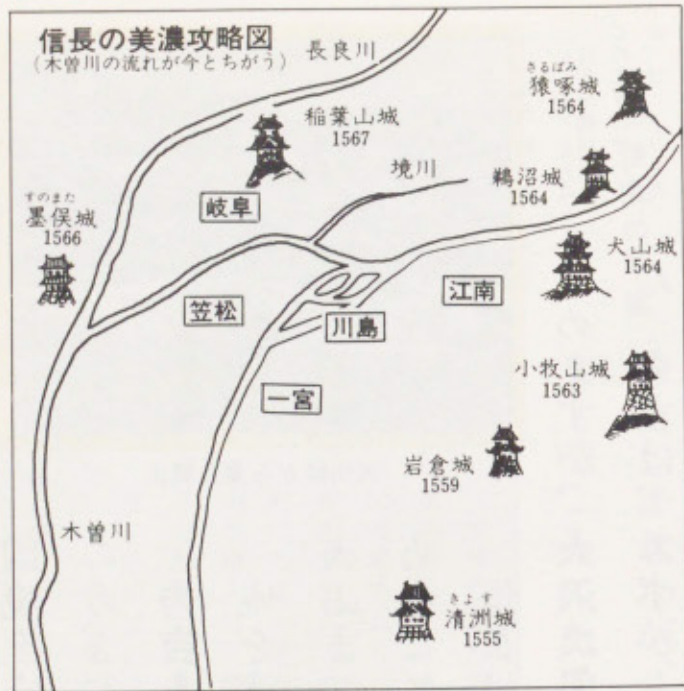 信長の美濃攻略図
(木曽川の流れが今とちがう)
長良川
さるばみ
猿啄城
1564
稲葉山城
1567
境川
鵜沼城
1564
岐阜
すのまた
墨俣城
1566
犬山城
1564
江南
笠松
川島
小牧山城
1563
一宮
岩倉城
1559
木曽川
きよす
清洲城
1555